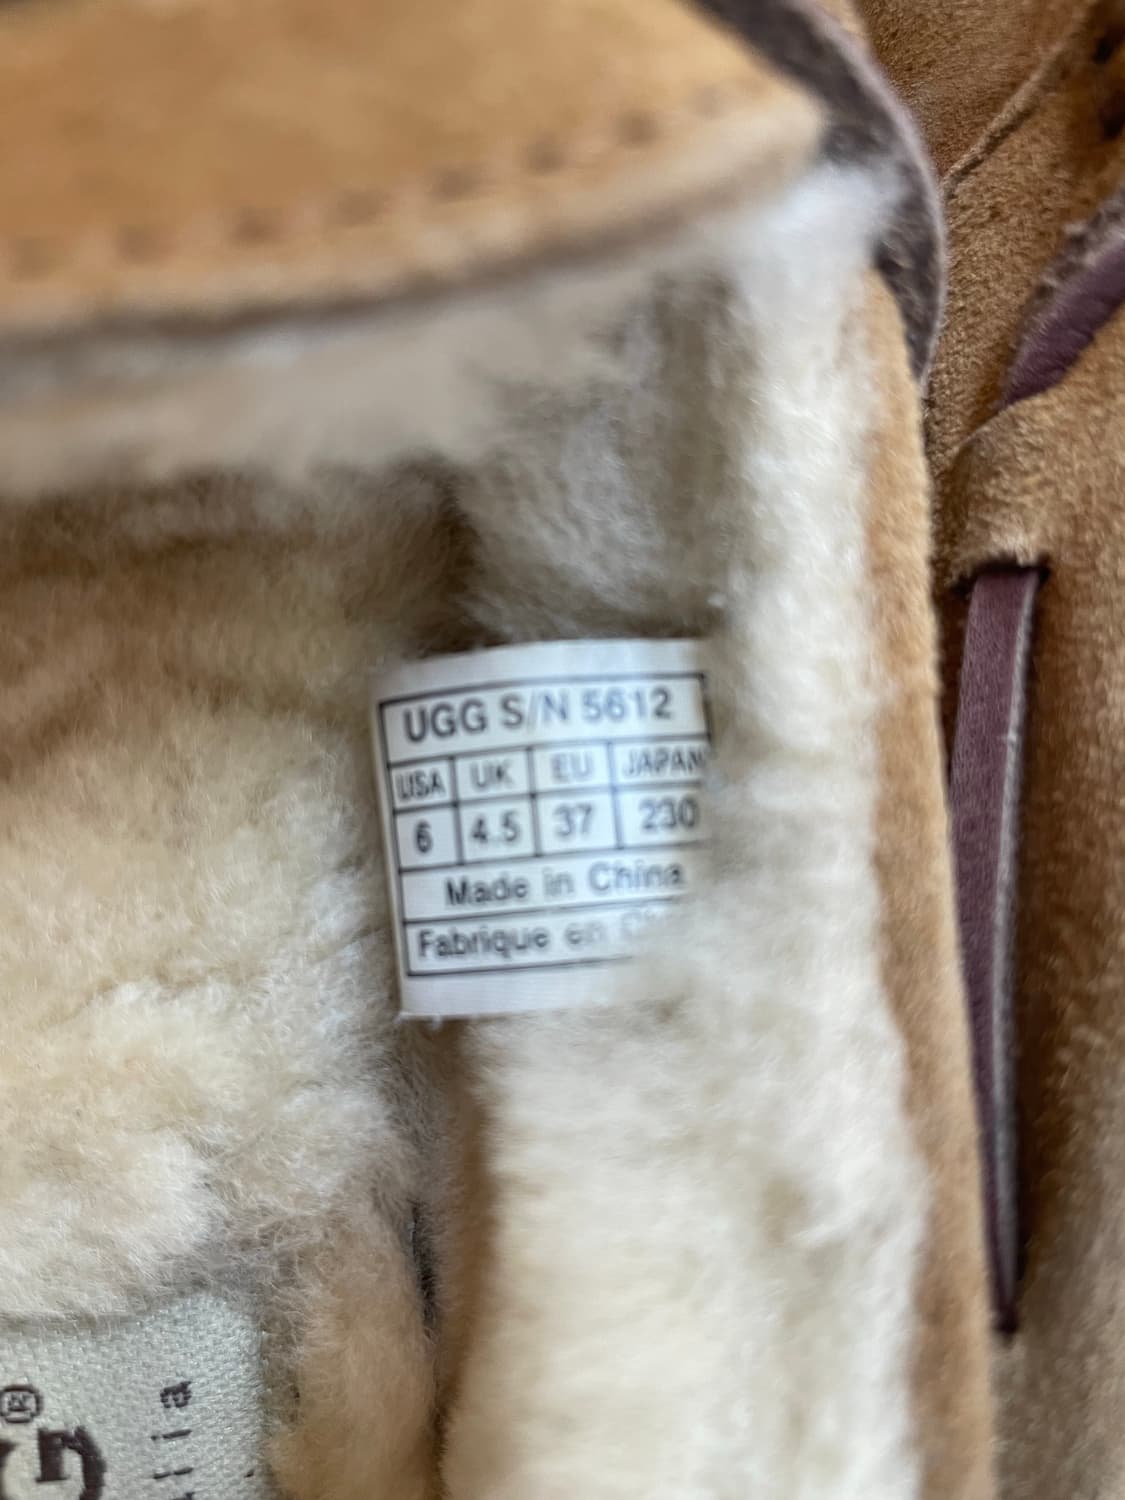 UGG S/N 5612
USA UK EU JAPAN
6 4.5 37 230
Made in China
Fabrique en
G®